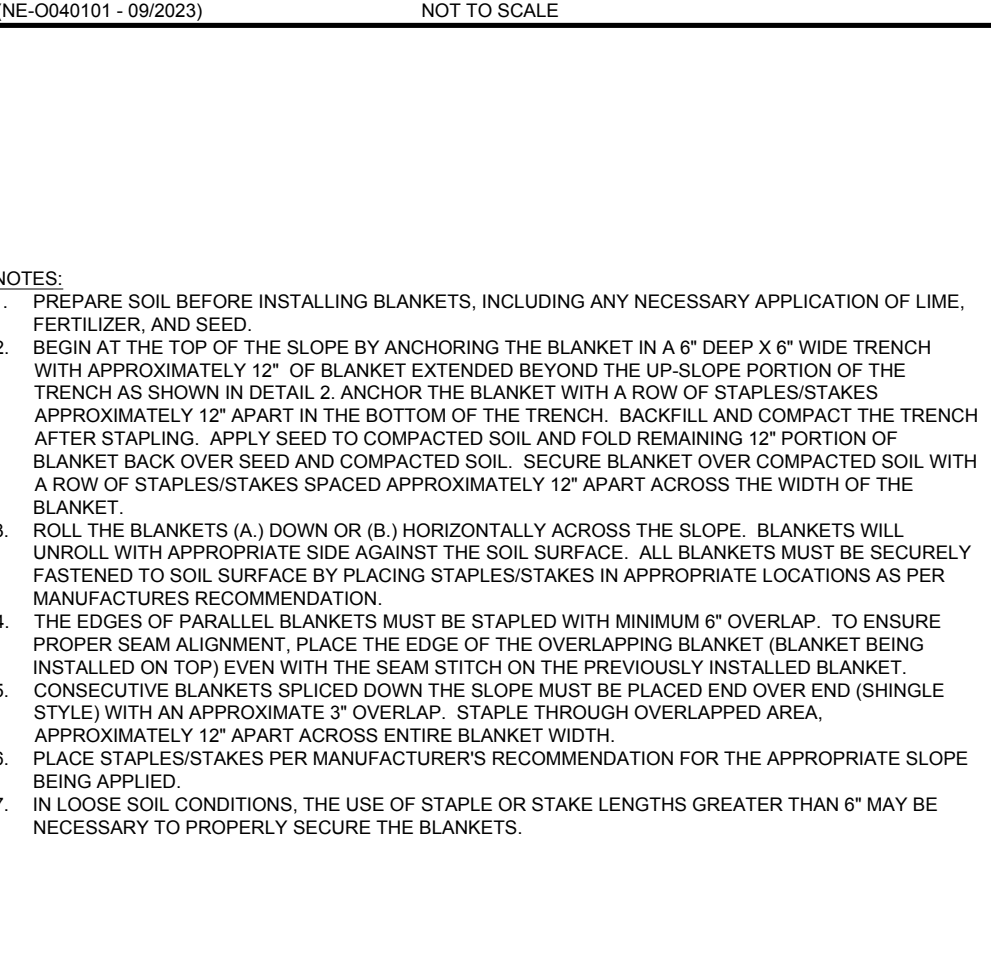 (NE-O040101 - 09/2023) NOT TO SCALE
NOTES:
1. PREPARE SOIL BEFORE INSTALLING BLANKETS, INCLUDING ANY NECESSARY APPLICATION OF LIME,
FERTILIZER, AND SEED.
2. BEGIN AT THE TOP OF THE SLOPE BY ANCHORING THE BLANKET IN A 6" DEEP X 6" WIDE TRENCH
WITH APPROXIMATELY 12" OF BLANKET EXTENDED BEYOND THE UP-SLOPE PORTION OF THE
TRENCH AS SHOWN IN DETAIL 2. ANCHOR THE BLANKET WITH A ROW OF STAPLES/STAKES
APPROXIMATELY 12" APART IN THE BOTTOM OF THE TRENCH. BACKFILL AND COMPACT THE TRENCH
AFTER STAPLING. APPLY SEED TO COMPACTED SOIL AND FOLD REMAINING 12" PORTION OF
BLANKET BACK OVER SEED AND COMPACTED SOIL. SECURE BLANKET OVER COMPACTED SOIL WITH
A ROW OF STAPLES/STAKES SPACED APPROXIMATELY 12" APART ACROSS THE WIDTH OF THE
BLANKET.
3. ROLL THE BLANKETS (A.) DOWN OR (B.) HORIZONTALLY ACROSS THE SLOPE. BLANKETS WILL
UNROLL WITH APPROPRIATE SIDE AGAINST THE SOIL SURFACE. ALL BLANKETS MUST BE SECURELY
FASTENED TO SOIL SURFACE BY PLACING STAPLES/STAKES IN APPROPRIATE LOCATIONS AS PER
MANUFACTURES RECOMMENDATION.
4. THE EDGES OF PARALLEL BLANKETS MUST BE STAPLED WITH MINIMUM 6" OVERLAP. TO ENSURE
PROPER SEAM ALIGNMENT, PLACE THE EDGE OF THE OVERLAPPING BLANKET (BLANKET BEING
INSTALLED ON TOP) EVEN WITH THE SEAM STITCH ON THE PREVIOUSLY INSTALLED BLANKET.
5. CONSECUTIVE BLANKETS SPLICED DOWN THE SLOPE MUST BE PLACED END OVER END (SHINGLE
STYLE) WITH AN APPROXIMATE 3" OVERLAP. STAPLE THROUGH OVERLAPPED AREA,
APPROXIMATELY 12" APART ACROSS ENTIRE BLANKET WIDTH.
6. PLACE STAPLES/STAKES PER MANUFACTURER'S RECOMMENDATION FOR THE APPROPRIATE SLOPE
BEING APPLIED.
7. IN LOOSE SOIL CONDITIONS, THE USE OF STAPLE OR STAKE LENGTHS GREATER THAN 6" MAY BE
NECESSARY TO PROPERLY SECURE THE BLANKETS.